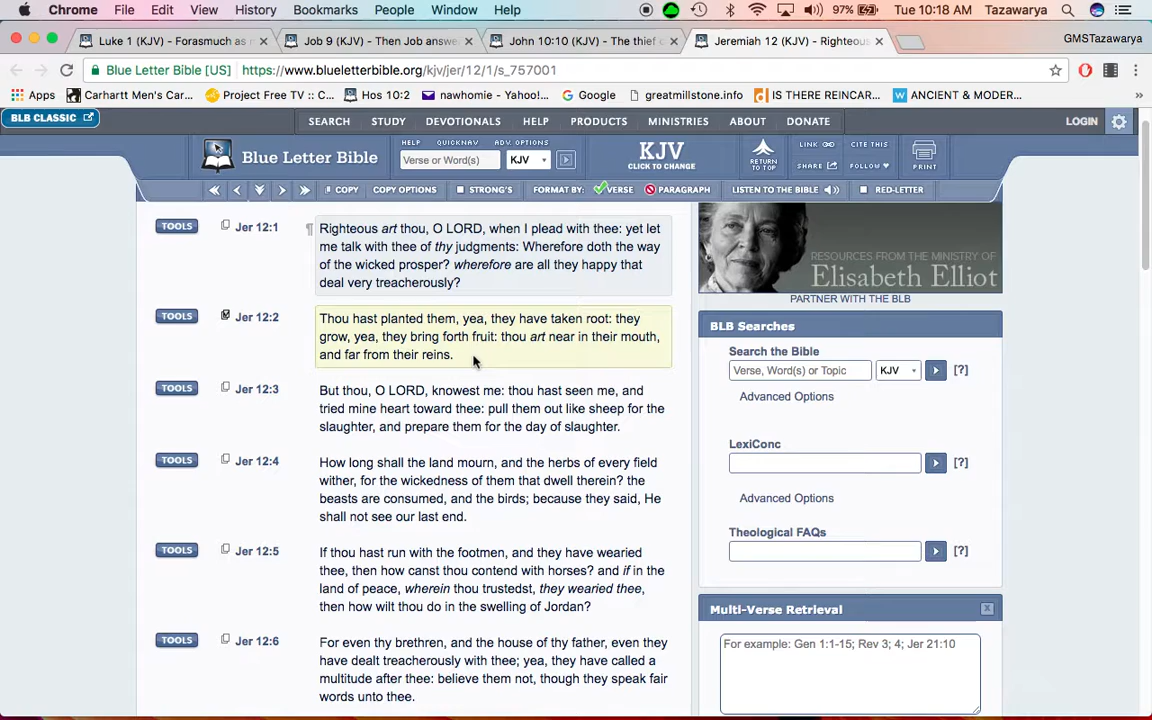 Chrome File Edit View History Bookmarks People Window Help 97% Tue 10:18 AM Tazawarya
Luke 1 (KJV) - Forasmuch as Job 9 (KJV) - Then Job answe John 10:10 (KJV) - The thief Jeremiah 12 (KJV) - Righteous GMSTazawarya
Blue Letter Bible [US] https://www.blueletterbible.org/kjv/jer/12/1/s_757001
Apps Carhartt Men's Car... Project Free TV :: C... Hos 10:2 nawhomie - Yahoo!... Google greatmillstone.info IS THERE REINCAR... ANCIENT & MODER... »
BLB CLASSIC SEARCH STUDY DEVOTIONALS HELP PRODUCTS MINISTRIES ABOUT DONATE LOGIN
HELP QUICKNAV ADV. OPTIONS
Blue Letter Bible Verse or Word(s) KJV
KJV
CLICK TO CHANGE
RETURN
TO TOP
LINK CITE THIS
SHARE FOLLOW
PRINT
COPY COPY OPTIONS STRONG'S FORMAT BY: VERSE PARAGRAPH LISTEN TO THE BIBLE RED-LETTER
TOOLS Jer 12:1 ¶ Righteous art thou, O LORD, when I plead with thee: yet let
me talk with thee of thy judgments: Wherefore doth the way
of the wicked prosper? wherefore are all they happy that
deal very treacherously?
TOOLS Jer 12:2 Thou hast planted them, yea, they have taken root: they
grow, yea, they bring forth fruit: thou art near in their mouth,
and far from their reins.
TOOLS Jer 12:3 But thou, O LORD, knowest me: thou hast seen me, and
tried mine heart toward thee: pull them out like sheep for the
slaughter, and prepare them for the day of slaughter.
TOOLS Jer 12:4 How long shall the land mourn, and the herbs of every field
wither, for the wickedness of them that dwell therein? the
beasts are consumed, and the birds; because they said, He
shall not see our last end.
TOOLS Jer 12:5 If thou hast run with the footmen, and they have wearied
thee, then how canst thou contend with horses? and if in the
land of peace, wherein thou trustedst, they wearied thee,
then how wilt thou do in the swelling of Jordan?
TOOLS Jer 12:6 For even thy brethren, and the house of thy father, even they
have dealt treacherously with thee; yea, they have called a
multitude after thee: believe them not, though they speak fair
words unto thee.
RESOURCES FROM THE MINISTRY OF
Elisabeth Elliot
PARTNER WITH THE BLB
BLB Searches
Search the Bible
Verse, Word(s) or Topic KJV [?]
Advanced Options
LexiConc
[?]
Advanced Options
Theological FAQs
[?]
Multi-Verse Retrieval x
For example: Gen 1:1-15; Rev 3; 4; Jer 21:10